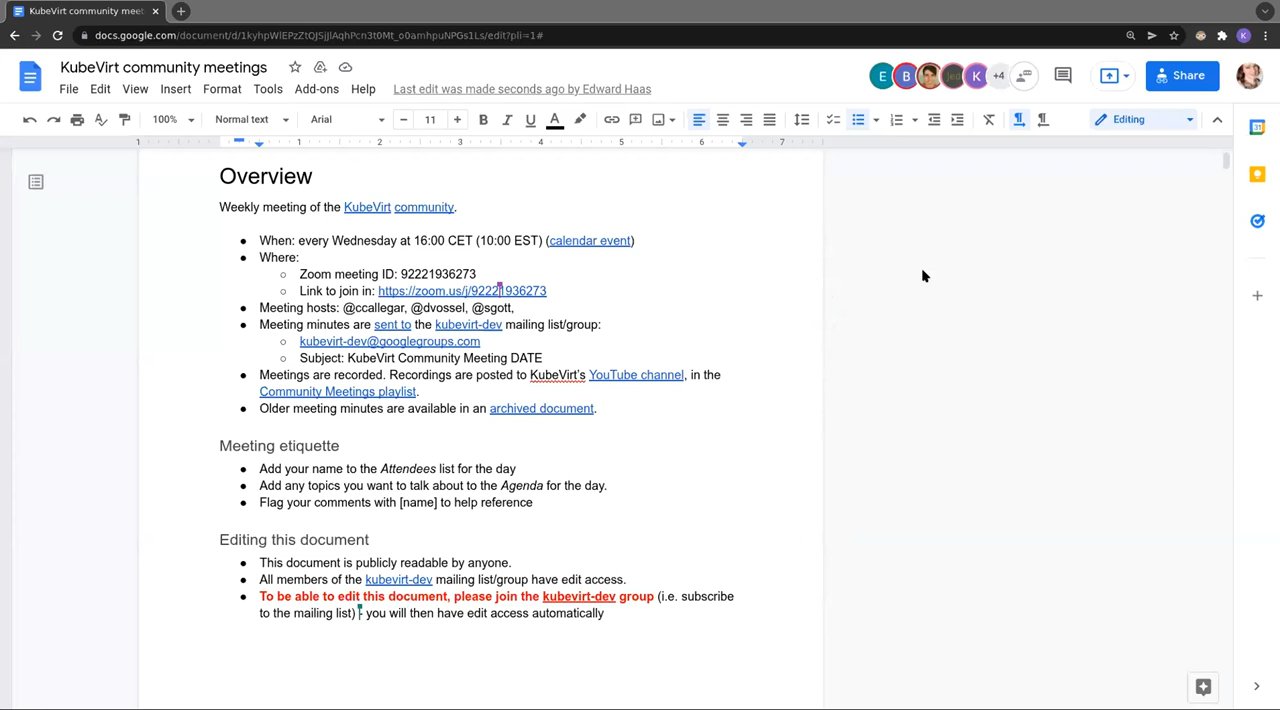 KubeVirt community meet
docs.google.com/document/d/1kyhpWlEPzZtQJSjJlAqhPcn3t0Mt_o0amhpuNPGs1Ls/edit?pli=1#
K
KubeVirt community meetings
File Edit View Insert Format Tools Add-ons Help
Last edit was made seconds ago by Edward Haas
E B K +4
Share
100% Normal text Arial 11 B I U A Editing
1 1 2 3 4 5 6 7
31
Overview
Weekly meeting of the KubeVirt community.
● When: every Wednesday at 16:00 CET (10:00 EST) (calendar event)
● Where:
○ Zoom meeting ID: 92221936273
○ Link to join in: https://zoom.us/j/92221936273
● Meeting hosts: @ccallegar, @dvossel, @sgott,
● Meeting minutes are sent to the kubevirt-dev mailing list/group:
○ kubevirt-dev@googlegroups.com
○ Subject: KubeVirt Community Meeting DATE
● Meetings are recorded. Recordings are posted to KubeVirt's YouTube channel, in the
Community Meetings playlist.
● Older meeting minutes are available in an archived document.
Meeting etiquette
● Add your name to the Attendees list for the day
● Add any topics you want to talk about to the Agenda for the day.
● Flag your comments with [name] to help reference
Editing this document
● This document is publicly readable by anyone.
● All members of the kubevirt-dev mailing list/group have edit access.
● To be able to edit this document, please join the kubevirt-dev group (i.e. subscribe
to the mailing list) - you will then have edit access automatically